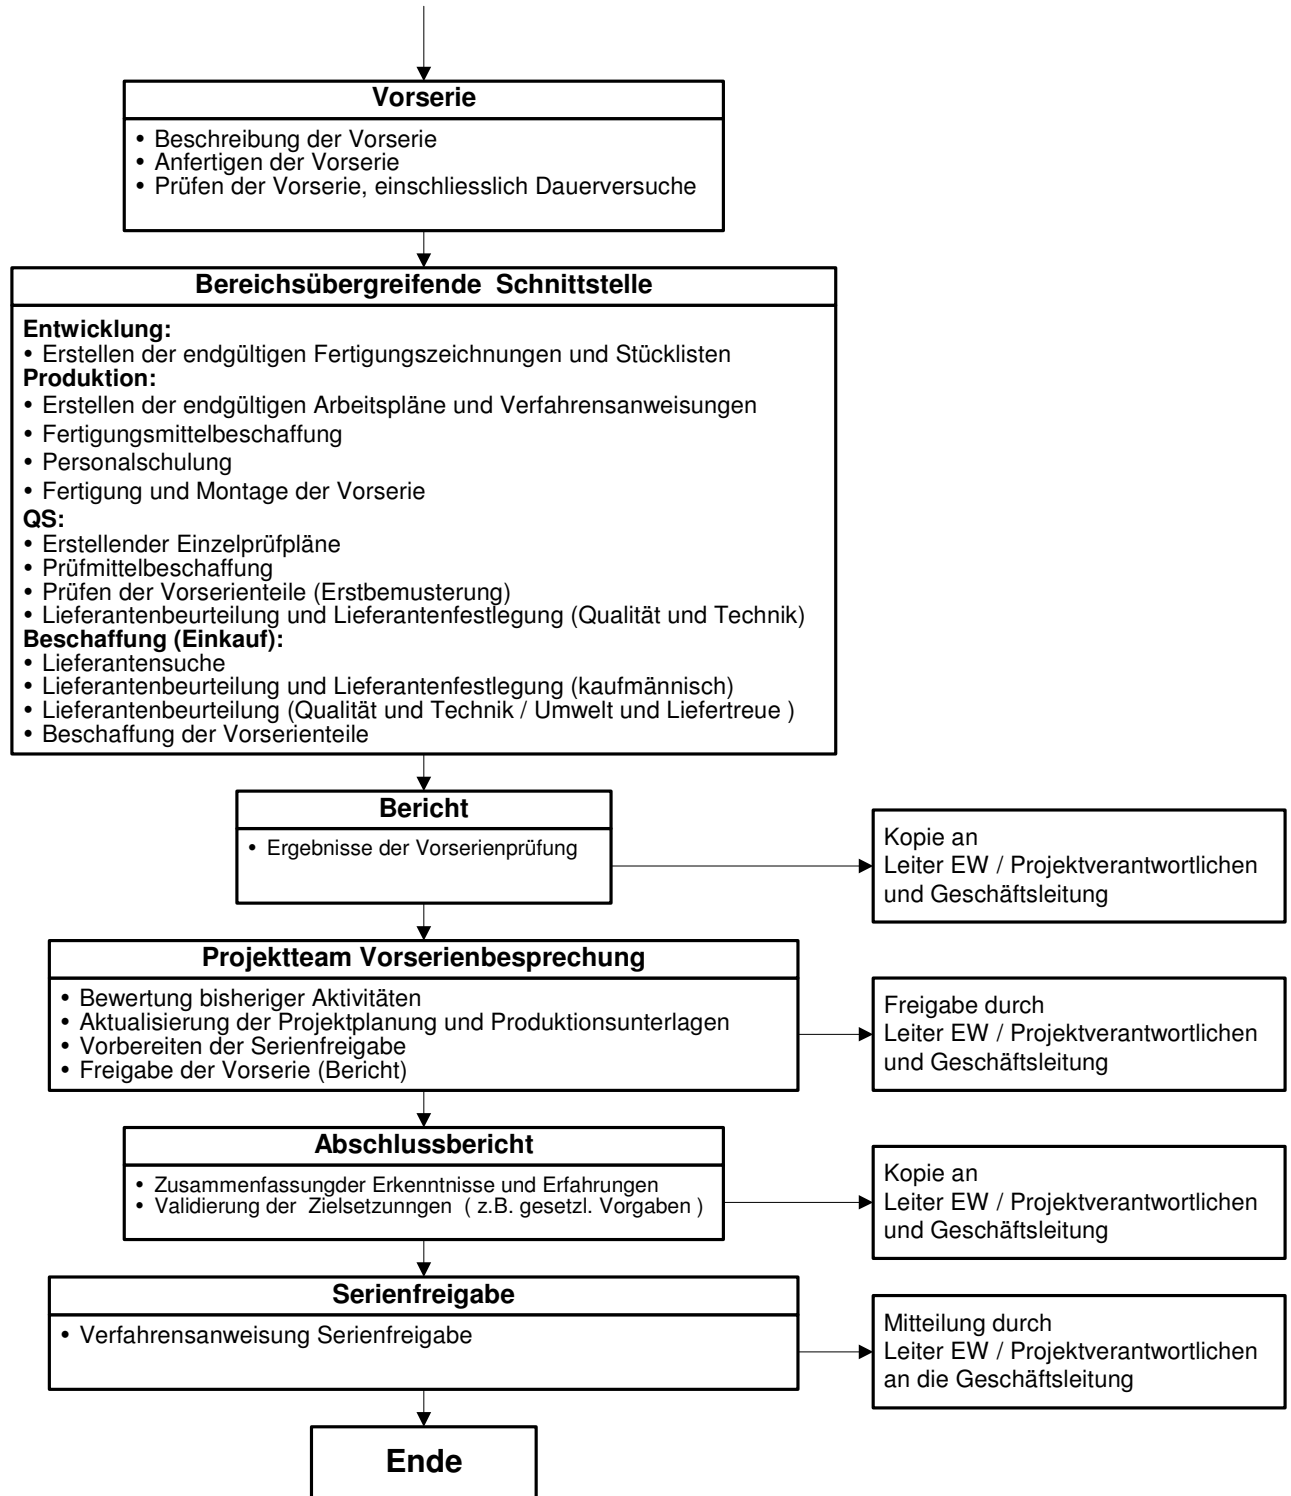 Vorserie
• Beschreibung der Vorserie
• Anfertigen der Vorserie
• Prüfen der Vorserie, einschliesslich Dauerversuche
Bereichsübergreifende Schnittstelle
Entwicklung:
• Erstellen der endgültigen Fertigungszeichnungen und Stücklisten
Produktion:
• Erstellen der endgültigen Arbeitspläne und Verfahrensanweisungen
• Fertigungsmittelbeschaffung
• Personalschulung
• Fertigung und Montage der Vorserie
QS:
• Erstellender Einzelprüfpläne
• Prüfmittelbeschaffung
• Prüfen der Vorserienteile (Erstbemusterung)
• Lieferantenbeurteilung und Lieferantenfestlegung (Qualität und Technik)
Beschaffung (Einkauf):
• Lieferantensuche
• Lieferantenbeurteilung und Lieferantenfestlegung (kaufmännisch)
• Lieferantenbeurteilung (Qualität und Technik / Umwelt und Liefertreue )
• Beschaffung der Vorserienteile
Bericht
• Ergebnisse der Vorserienprüfung
Kopie an
Leiter EW / Projektverantwortlichen
und Geschäftsleitung
Projektteam Vorserienbesprechung
• Bewertung bisheriger Aktivitäten
• Aktualisierung der Projektplanung und Produktionsunterlagen
• Vorbereiten der Serienfreigabe
• Freigabe der Vorserie (Bericht)
Freigabe durch
Leiter EW / Projektverantwortlichen
und Geschäftsleitung
Abschlussbericht
• Zusammenfassungder Erkenntnisse und Erfahrungen
• Validierung der Zielsetzunngen ( z.B. gesetzl. Vorgaben )
Kopie an
Leiter EW / Projektverantwortlichen
und Geschäftsleitung
Serienfreigabe
• Verfahrensanweisung Serienfreigabe
Mitteilung durch
Leiter EW / Projektverantwortlichen
an die Geschäftsleitung
Ende